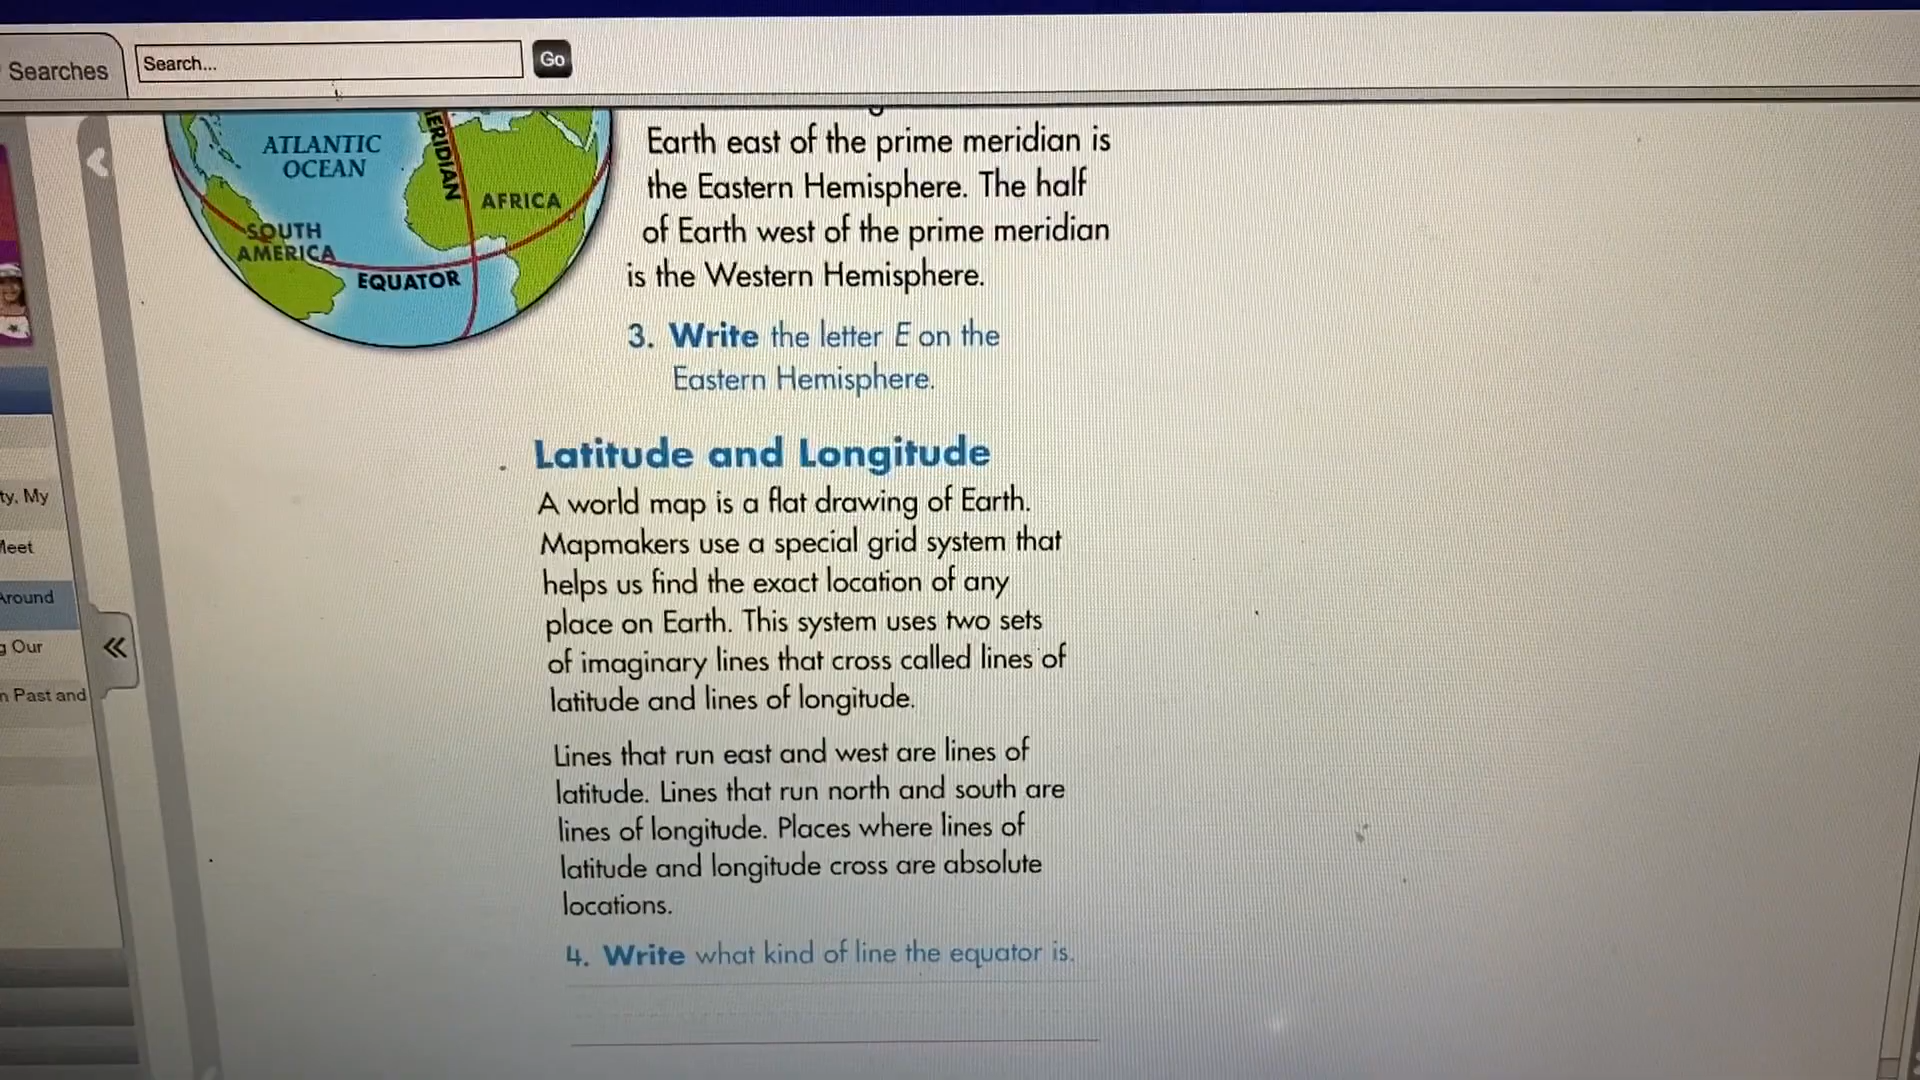 Searches
Search...
Go
ATLANTIC
OCEAN
MERIDIAN
AFRICA
SOUTH
AMERICA
EQUATOR
Earth east of the prime meridian is
the Eastern Hemisphere. The half
of Earth west of the prime meridian
is the Western Hemisphere.
3. Write the letter E on the
Eastern Hemisphere.
Latitude and Longitude
A world map is a flat drawing of Earth.
Mapmakers use a special grid system that
helps us find the exact location of any
place on Earth. This system uses two sets
of imaginary lines that cross called lines of
latitude and lines of longitude.
Lines that run east and west are lines of
latitude. Lines that run north and south are
lines of longitude. Places where lines of
latitude and longitude cross are absolute
locations.
4. Write what kind of line the equator is.
ty, My
Meet
Around
g Our
n Past and